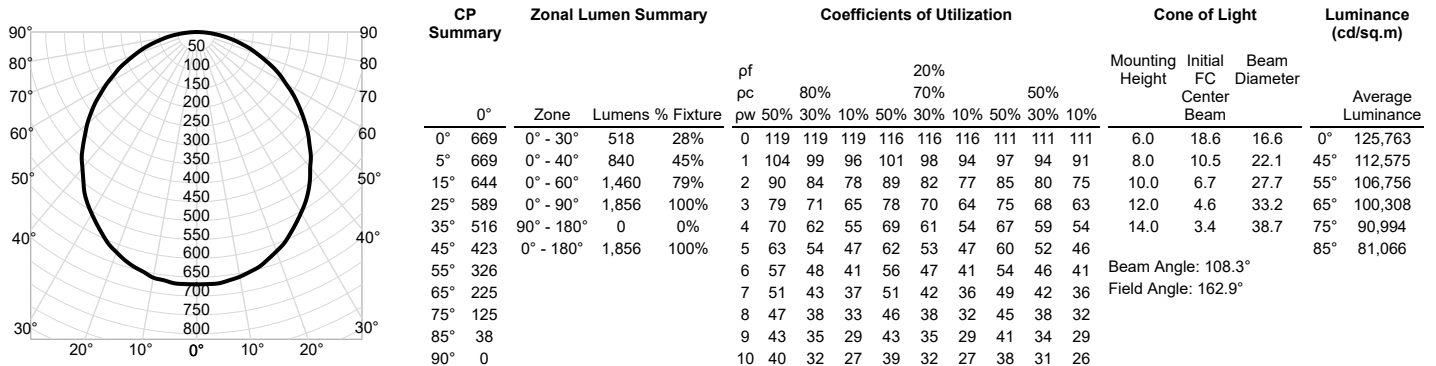 CP Summary Zonal Lumen Summary Coefficients of Utilization Cone of Light Luminance (cd/sq.m)
90° 90
80° 80°
70° 70
60° 60°
50° 50°
40° 40°
30° 30°
20° 10° 0° 10° 20°
50
100
150
200
250
300
350
400
450
500
550
600
650
700
750
800
0°
0° 669
5° 669
15° 644
25° 589
35° 516
45° 423
55° 326
65° 225
75° 125
85° 38
90° 0
Zone Lumens % Fixture
0° - 30° 518 28%
0° - 40° 840 45%
0° - 60° 1,460 79%
0° - 90° 1,856 100%
90° - 180° 0 0%
0° - 180° 1,856 100%
ρf 20%
ρc 80% 70% 50%
ρw 50% 30% 10% 50% 30% 10% 50% 30% 10%
0 119 119 119 116 116 116 111 111 111
1 104 99 96 101 98 94 97 94 91
2 90 84 78 89 82 77 85 80 75
3 79 71 65 78 70 64 75 68 63
4 70 62 55 69 61 54 67 59 54
5 63 54 47 62 53 47 60 52 46
6 57 48 41 56 47 41 54 46 41
7 51 43 37 51 42 36 49 42 36
8 47 38 33 46 38 32 45 38 32
9 43 35 29 43 35 29 41 34 29
10 40 32 27 39 32 27 38 31 26
Mounting Height Initial FC Center Beam Beam Diameter
6.0 18.6 16.6
8.0 10.5 22.1
10.0 6.7 27.7
12.0 4.6 33.2
14.0 3.4 38.7
Beam Angle: 108.3°
Field Angle: 162.9°
Average Luminance
0° 125,763
45° 112,575
55° 106,756
65° 100,308
75° 90,994
85° 81,066